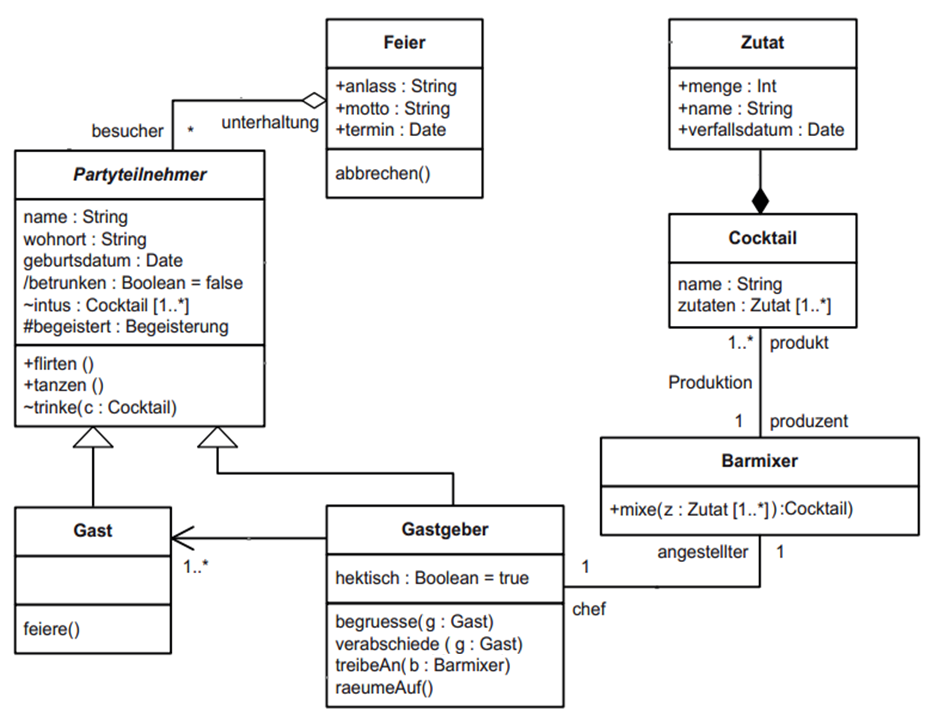 Feier
+anlass : String
+motto : String
+termin : Date
abbrechen()
Zutat
+menge : Int
+name : String
+verfallsdatum : Date
besucher
*
unterhaltung
Partyteilnehmer
name : String
wohnort : String
geburtsdatum : Date
/betrunken : Boolean = false
~intus : Cocktail [1..*]
#begeistert : Begeisterung
+flirten ()
+tanzen ()
~trinke(c : Cocktail)
Cocktail
name : String
zutaten : Zutat [1..*]
1..*
produkt
Produktion
1
produzent
Barmixer
+mixe(z : Zutat [1..*]):Cocktail)
angestellter
1
Gast
feiere()
1..*
Gastgeber
hektisch : Boolean = true
begruesse(g : Gast)
verabschiede ( g : Gast)
treibeAn(b : Barmixer)
raeumeAuf()
1
chef